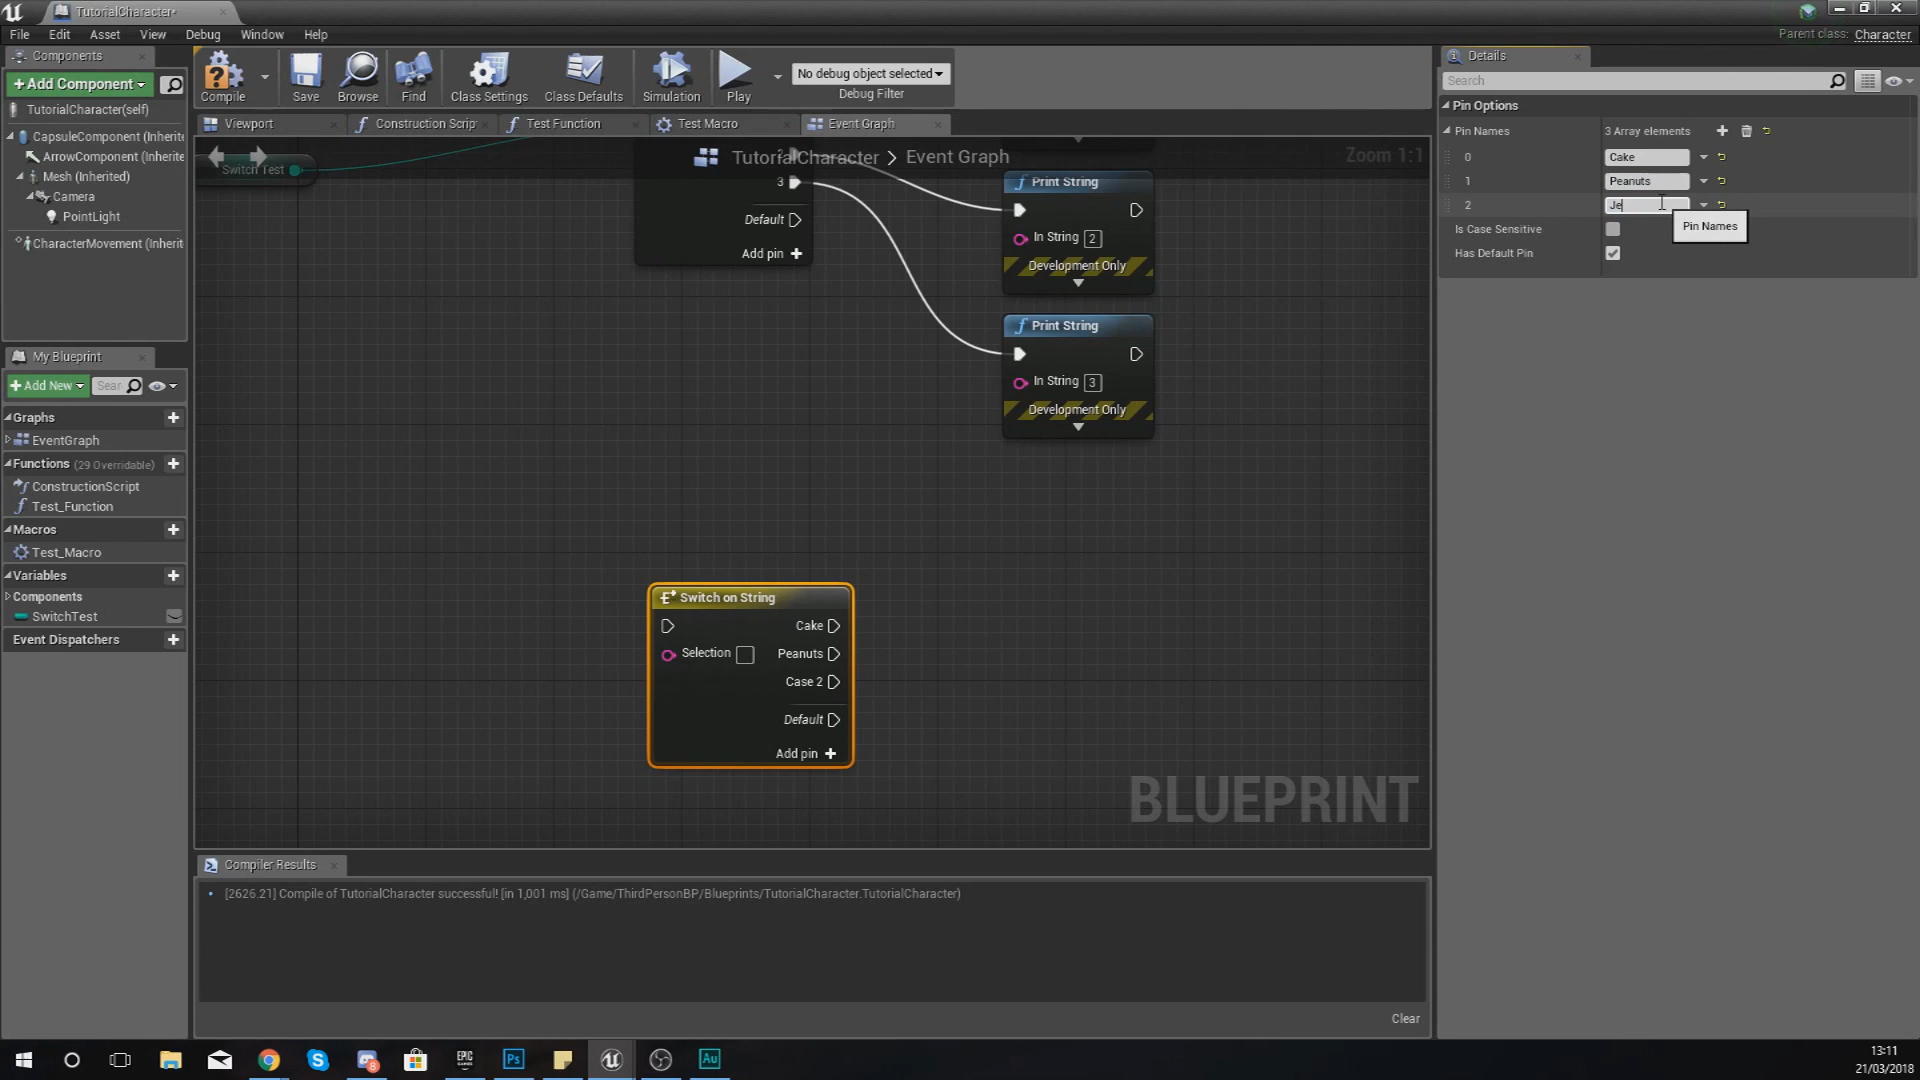 TutorialCharacter*
File Edit Asset View Debug Window Help
Parent class: Character
Components
+Add Component
TutorialCharacter(self)
CapsuleComponent (Inherite
ArrowComponent (Inherite
Mesh (Inherited)
Camera
PointLight
CharacterMovement (Inherit
Compile
Save
Browse
Find
Class Settings
Class Defaults
Simulation
Play
No debug object selected
Debug Filter
Viewport
Construction Scrip
Test Function
Test Macro
Event Graph
TutorialCharacter > Event Graph
Zoom 1:1
Switch Test
2
3
Default
Add pin
Print String
In String 2
Development Only
Print String
In String 3
Development Only
Switch on String
Cake
Selection
Peanuts
Case 2
Default
Add pin
BLUEPRINT
My Blueprint
+Add New
Sear
Graphs
EventGraph
Functions (29 Overridable)
ConstructionScript
Test_Function
Macros
Test_Macro
Variables
Components
SwitchTest
Event Dispatchers
Compiler Results
[2626.21] Compile of TutorialCharacter successful! [in 1,001 ms] (/Game/ThirdPersonBP/Blueprints/TutorialCharacter.TutorialCharacter)
Clear
Details
Search
Pin Options
Pin Names 3 Array elements
0 Cake
1 Peanuts
2 Je
Pin Names
Is Case Sensitive
Has Default Pin
EPIC GAMES
Ps
Au
8
13:11
21/03/2018